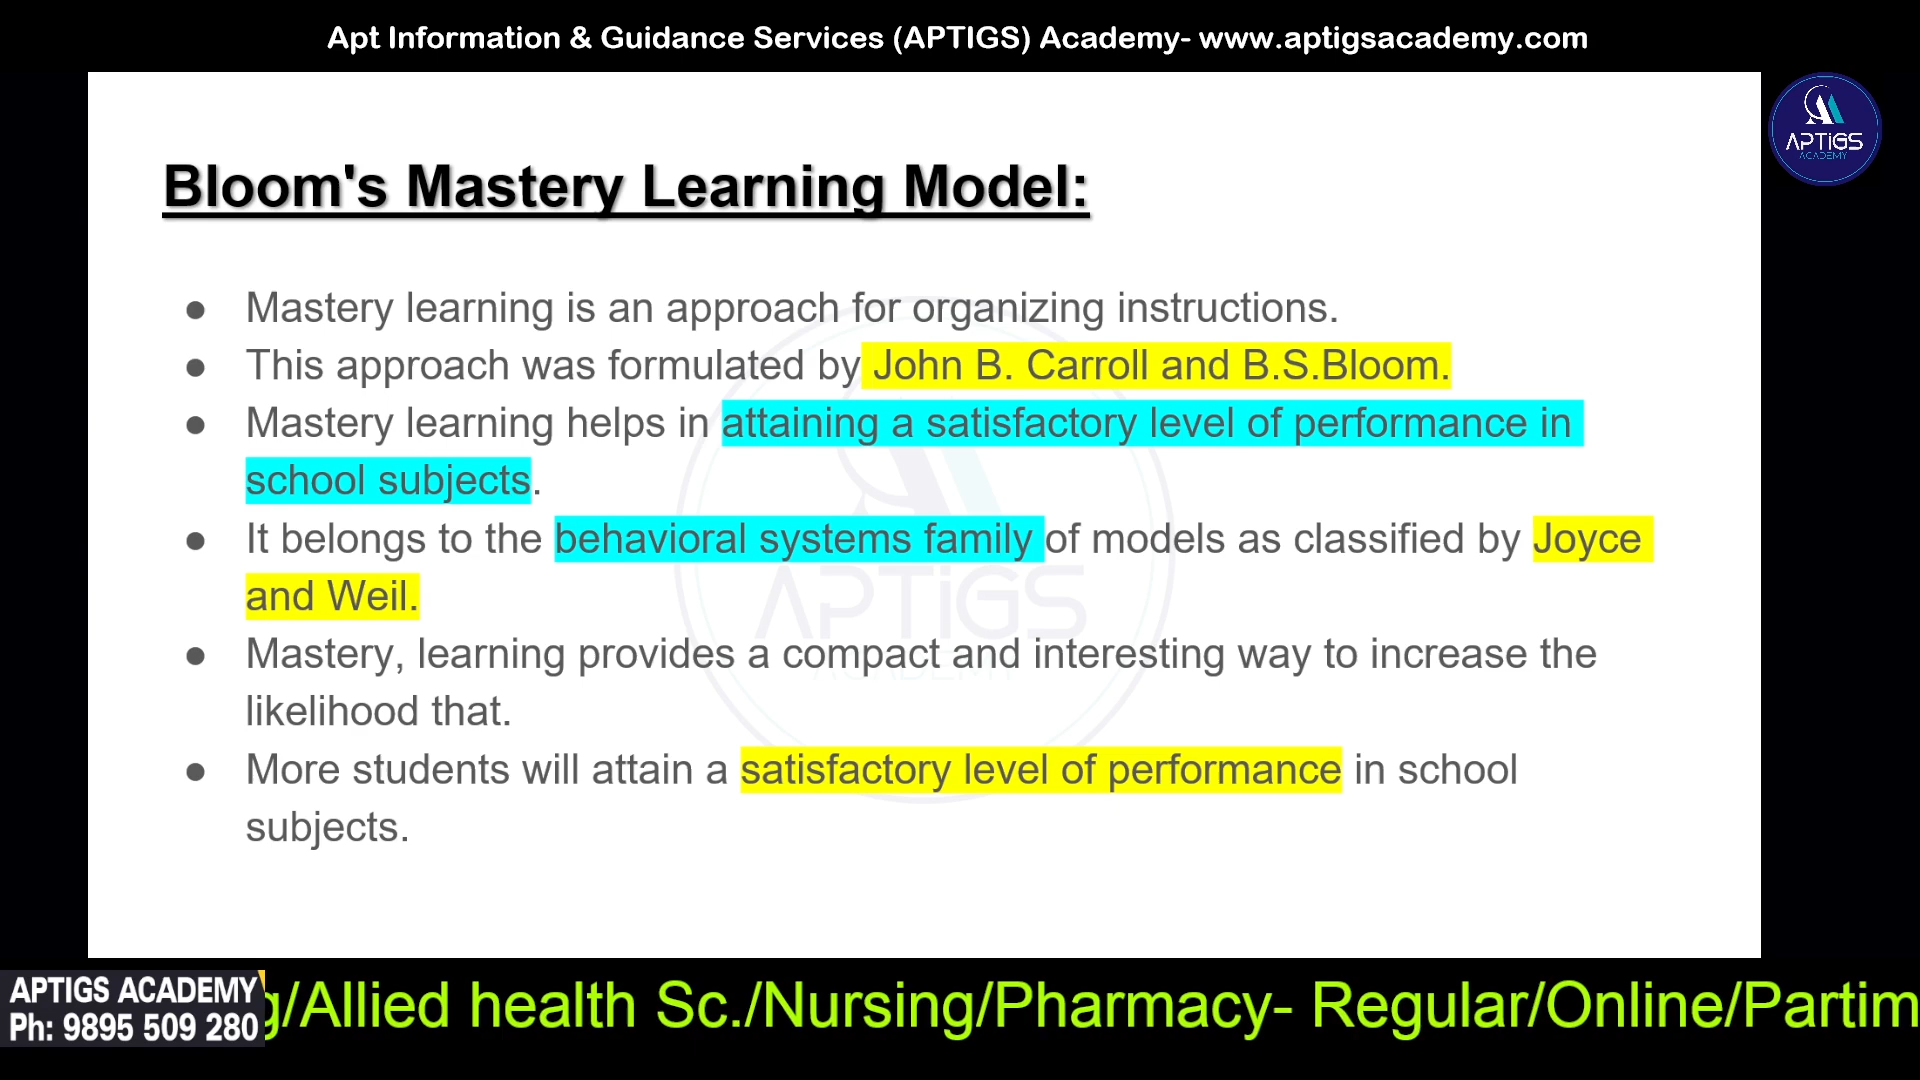 Apt Information & Guidance Services (APTIGS) Academy- www.aptigsacademy.com
APTiGS
ACADEMY
Bloom's Mastery Learning Model:
● Mastery learning is an approach for organizing instructions.
● This approach was formulated by John B. Carroll and B.S.Bloom.
● Mastery learning helps in attaining a satisfactory level of performance in
school subjects.
● It belongs to the behavioral systems family of models as classified by Joyce
and Weil.
● Mastery, learning provides a compact and interesting way to increase the
likelihood that.
● More students will attain a satisfactory level of performance in school
subjects.
APTiGS
ACADEMY
APTIGS ACADEMY
Ph: 9895 509 280
g/Allied health Sc./Nursing/Pharmacy- Regular/Online/Partim